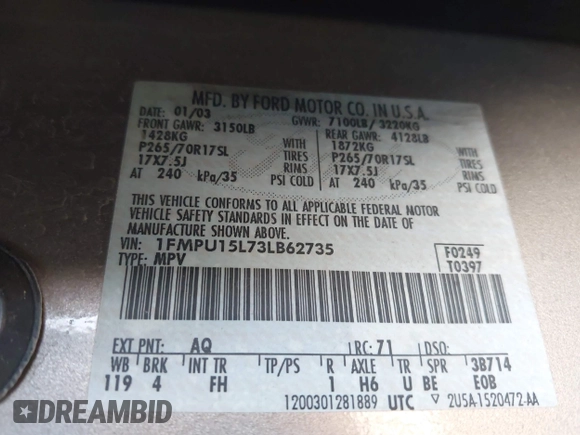 MFD. BY FORD MOTOR CO. IN U.S.A.
DATE: 01/03 GVWR: 7100LB/ 3220KG
FRONT GAWR: 3150LB REAR GAWR: 4128LB
1428KG WITH 1872KG WITH
P265/70R17SL TIRES P265/70R17SL TIRES
17X7.5J RIMS 17X7.5J RIMS
AT 240 kPa/35 PSI COLD AT 240 kPa/35 PSI COLD
THIS VEHICLE CONFORMS TO ALL APPLICABLE FEDERAL MOTOR
VEHICLE SAFETY STANDARDS IN EFFECT ON THE DATE OF
MANUFACTURE SHOWN ABOVE.
VIN: 1FMPU15L73LB62735 F0249
TYPE: MPV T0397
EXT PNT: AQ RC: 71 DSO:
WB BRK INT TR TP/PS R AXLE TR SPR 3B714
119 4 FH 1 H6 U BE E0B
1200301281889 UTC ▽ 2U5A-1520472-AA
DREAMBID
DREAMBID